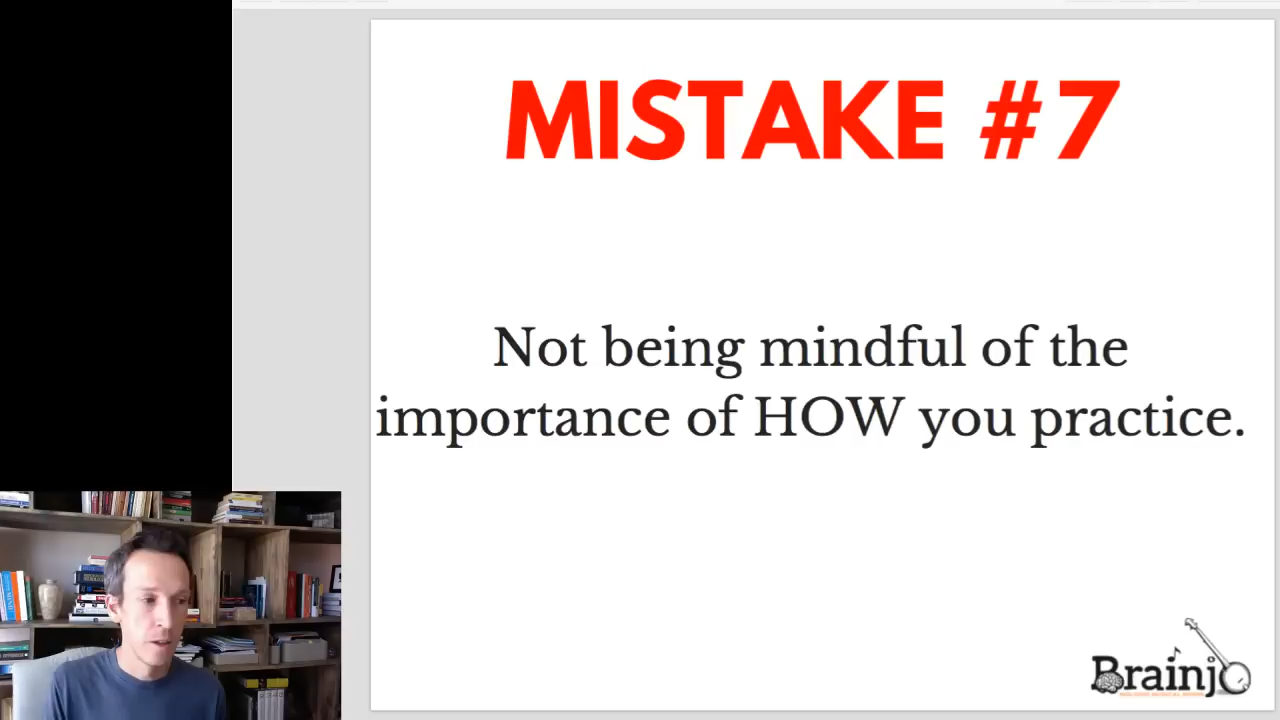 MISTAKE #7
Not being mindful of the
importance of HOW you practice.
Brainjo